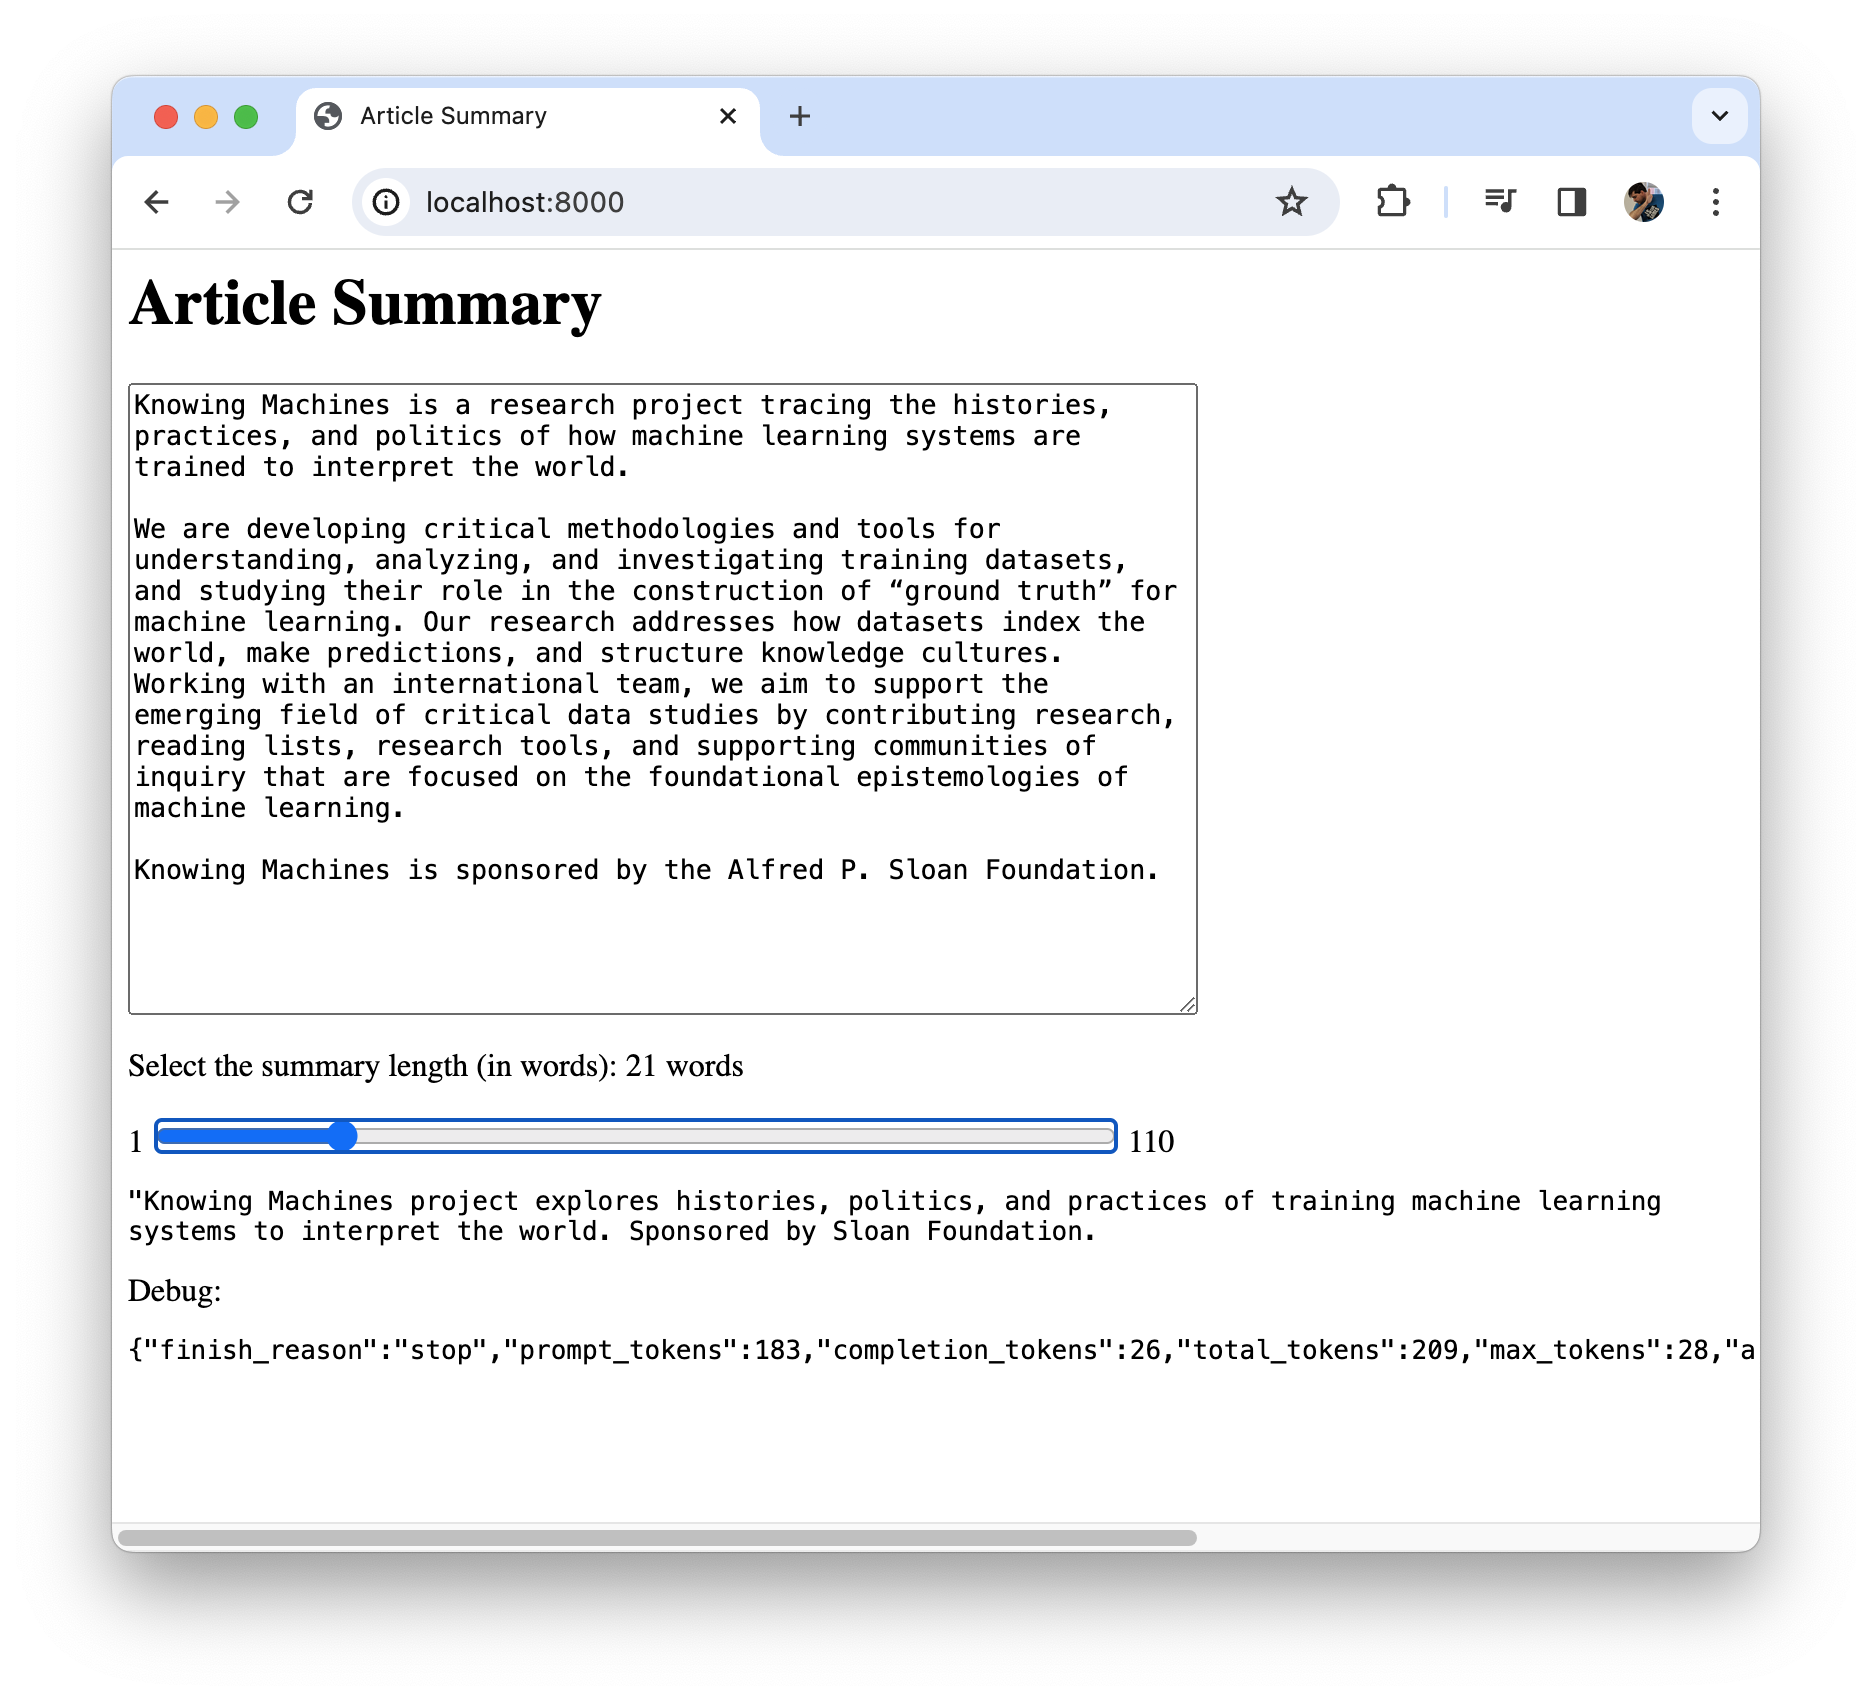 Article Summary
localhost:8000
Article Summary
Knowing Machines is a research project tracing the histories,
practices, and politics of how machine learning systems are
trained to interpret the world.
We are developing critical methodologies and tools for
understanding, analyzing, and investigating training datasets,
and studying their role in the construction of “ground truth” for
machine learning. Our research addresses how datasets index the
world, make predictions, and structure knowledge cultures.
Working with an international team, we aim to support the
emerging field of critical data studies by contributing research,
reading lists, research tools, and supporting communities of
inquiry that are focused on the foundational epistemologies of
machine learning.
Knowing Machines is sponsored by the Alfred P. Sloan Foundation.
Select the summary length (in words): 21 words
1 110
"Knowing Machines project explores histories, politics, and practices of training machine learning
systems to interpret the world. Sponsored by Sloan Foundation.
Debug:
{"finish_reason":"stop","prompt_tokens":183,"completion_tokens":26,"total_tokens":209,"max_tokens":28,"a